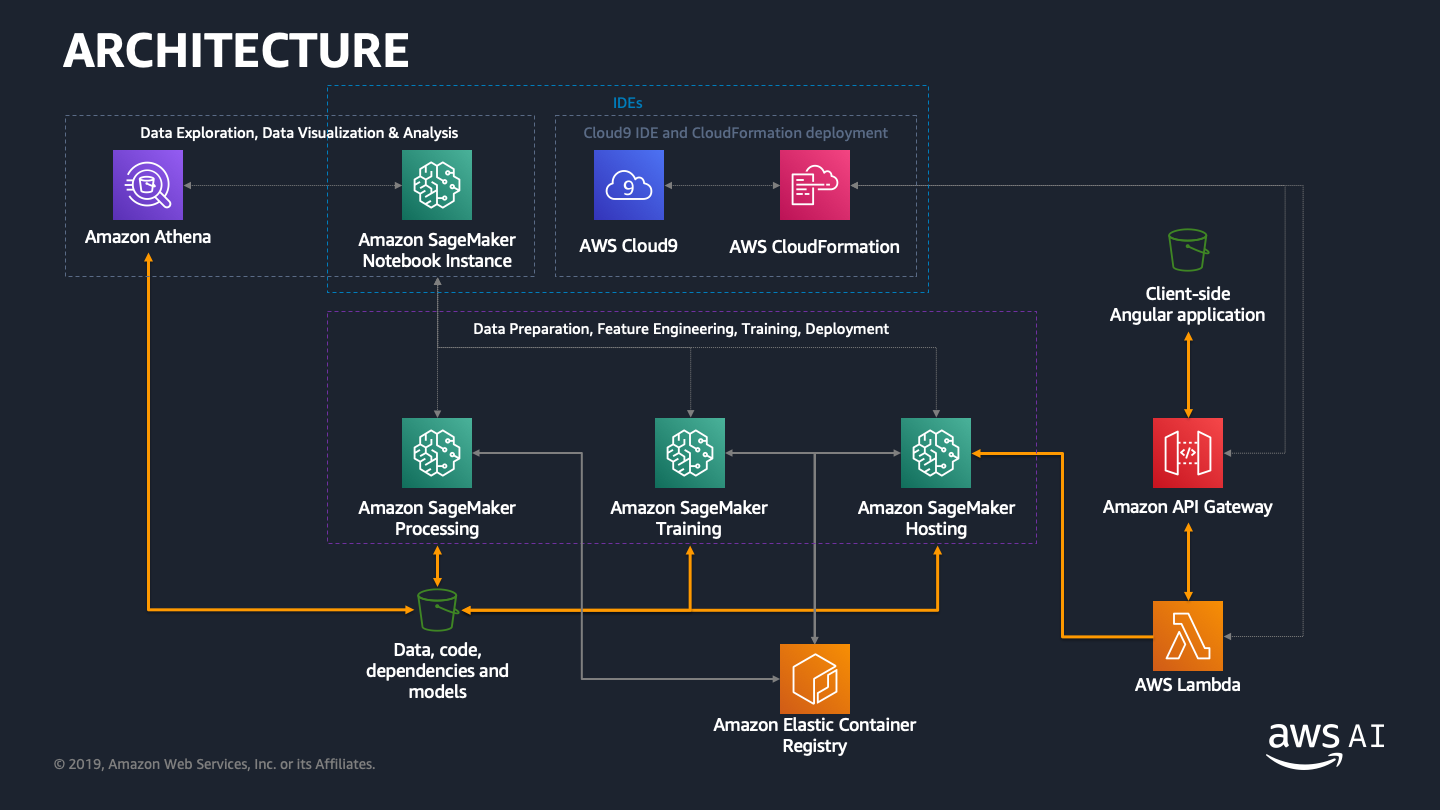 ARCHITECTURE
IDEs
Data Exploration, Data Visualization & Analysis
Cloud9 IDE and CloudFormation deployment
9
Amazon Athena
Amazon SageMaker
Notebook Instance
AWS Cloud9
AWS CloudFormation
Client-side
Angular application
Data Preparation, Feature Engineering, Training, Deployment
</>
Amazon SageMaker
Processing
Amazon SageMaker
Training
Amazon SageMaker
Hosting
Amazon API Gateway
Data, code,
dependencies and
models
AWS Lambda
Amazon Elastic Container
Registry
aws AI
© 2019, Amazon Web Services, Inc. or its Affiliates.